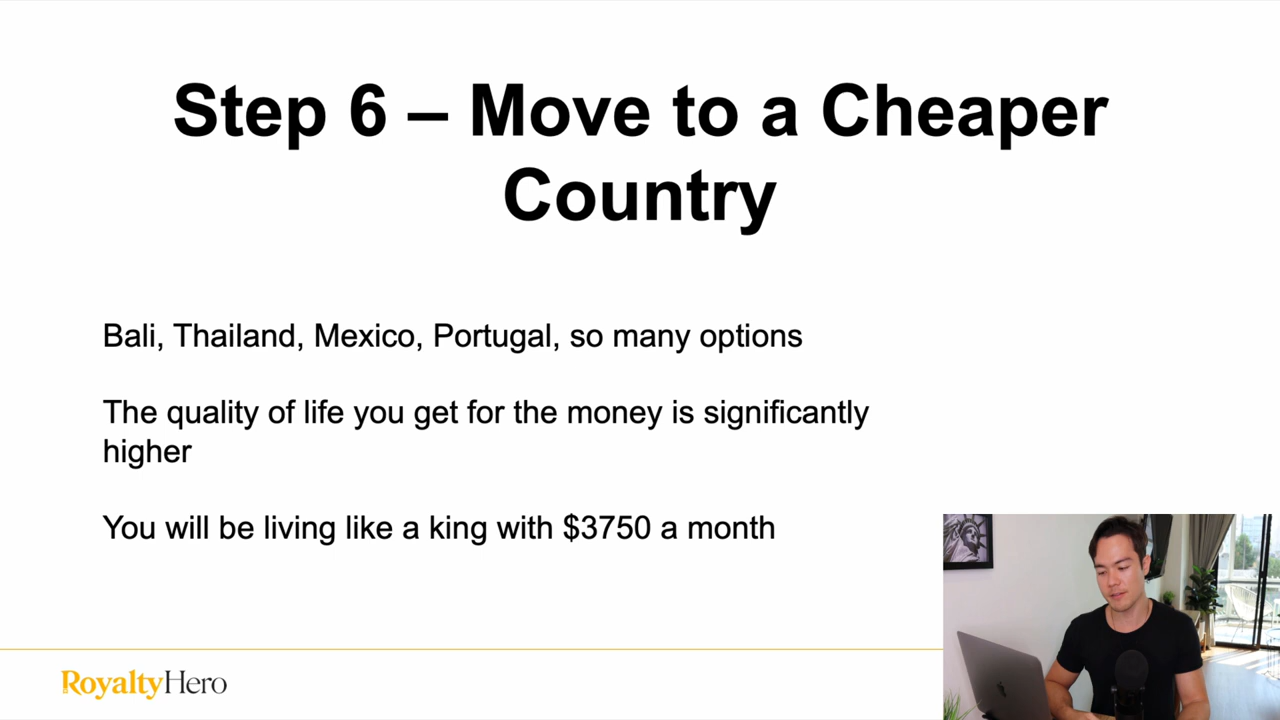 Step 6 – Move to a Cheaper
Country
Bali, Thailand, Mexico, Portugal, so many options
The quality of life you get for the money is significantly
higher
You will be living like a king with $3750 a month
RoyaltyHero